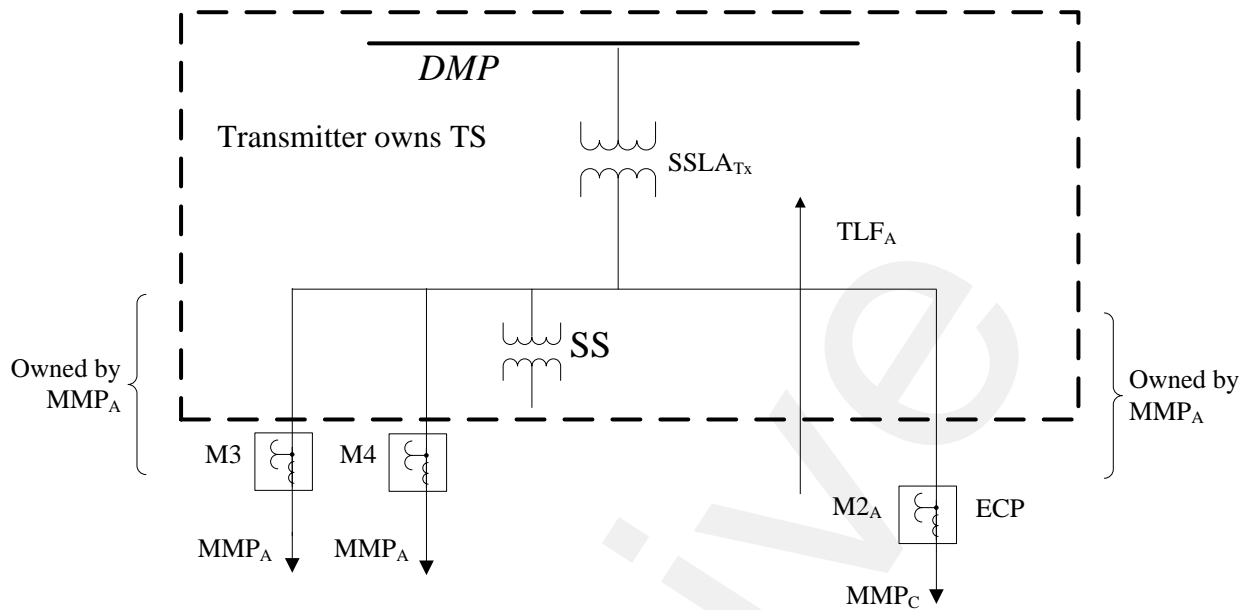 DMP
Transmitter owns TS
SSLA_Tx
TLF_A
SS
Owned by
MMP_A
Owned by
MMP_A
M3
M4
M2_A
ECP
MMP_A
MMP_A
MMP_C